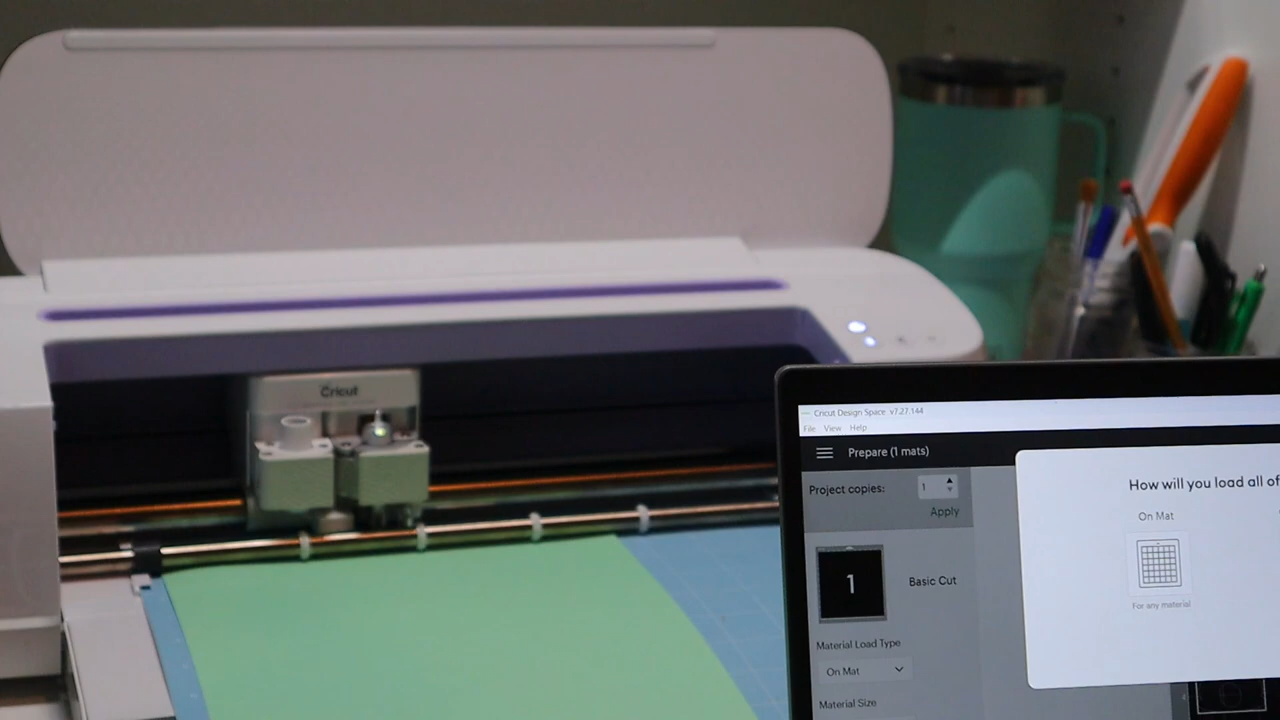 Cricut
Cricut Design Space v7.27.144
File View Help
Prepare (1 mats)
Project copies: 1
Apply
How will you load all of
On Mat
For any material
1
Basic Cut
Material Load Type
On Mat
Material Size